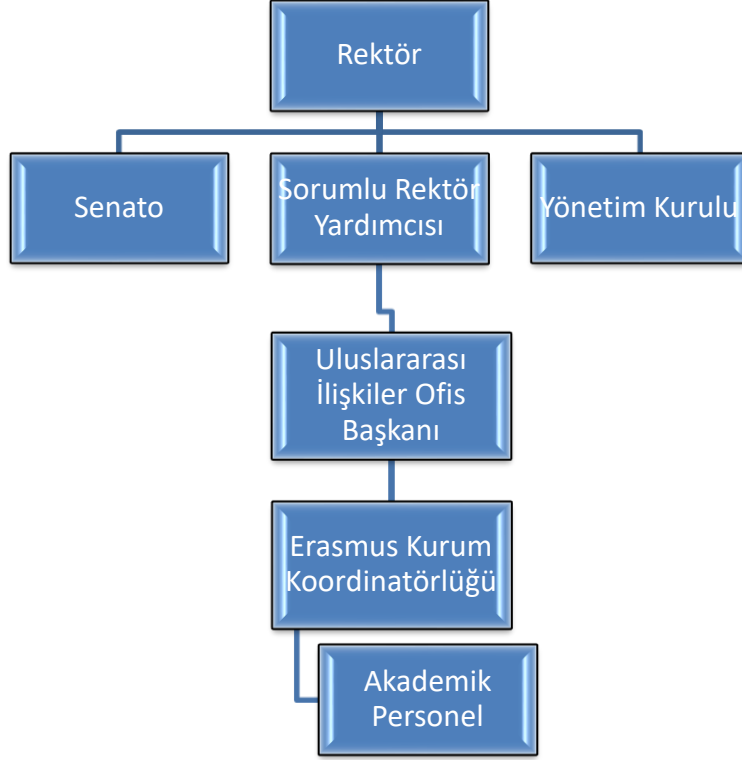 Rektör
Senato
Sorumlu Rektör
Yardımcısı
Yönetim Kurulu
Uluslararası
İlişkiler Ofis
Başkanı
Erasmus Kurum
Koordinatörlüğü
Akademik
Personel